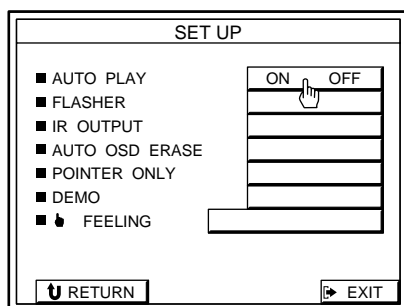 SET UP
AUTO PLAY ON OFF
FLASHER
IR OUTPUT
AUTO OSD ERASE
POINTER ONLY
DEMO
FEELING
RETURN EXIT